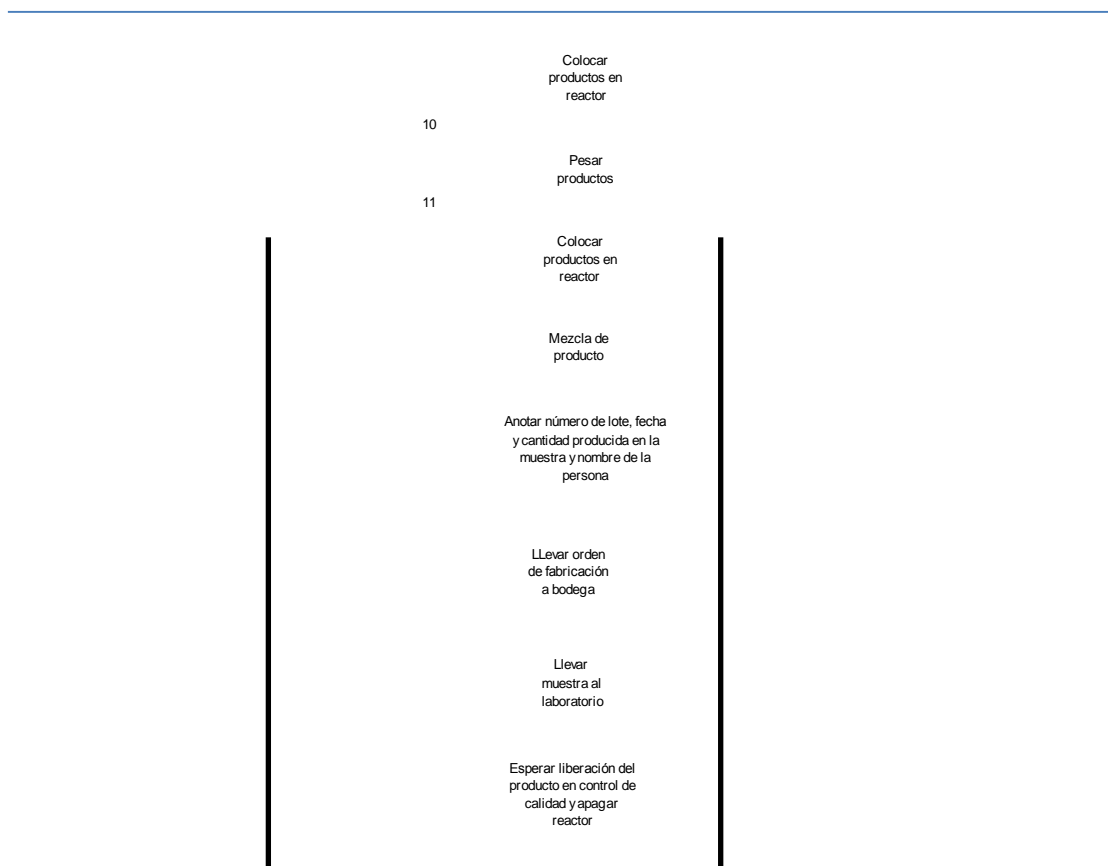 Colocar
productos en
reactor
10
Pesar
productos
11
Colocar
productos en
reactor
Mezcla de
producto
Anotar número de lote, fecha
y cantidad producida en la
muestra y nombre de la
persona
LLevar orden
de fabricación
a bodega
Llevar
muestra al
laboratorio
Esperar liberación del
producto en control de
calidad y apagar
reactor